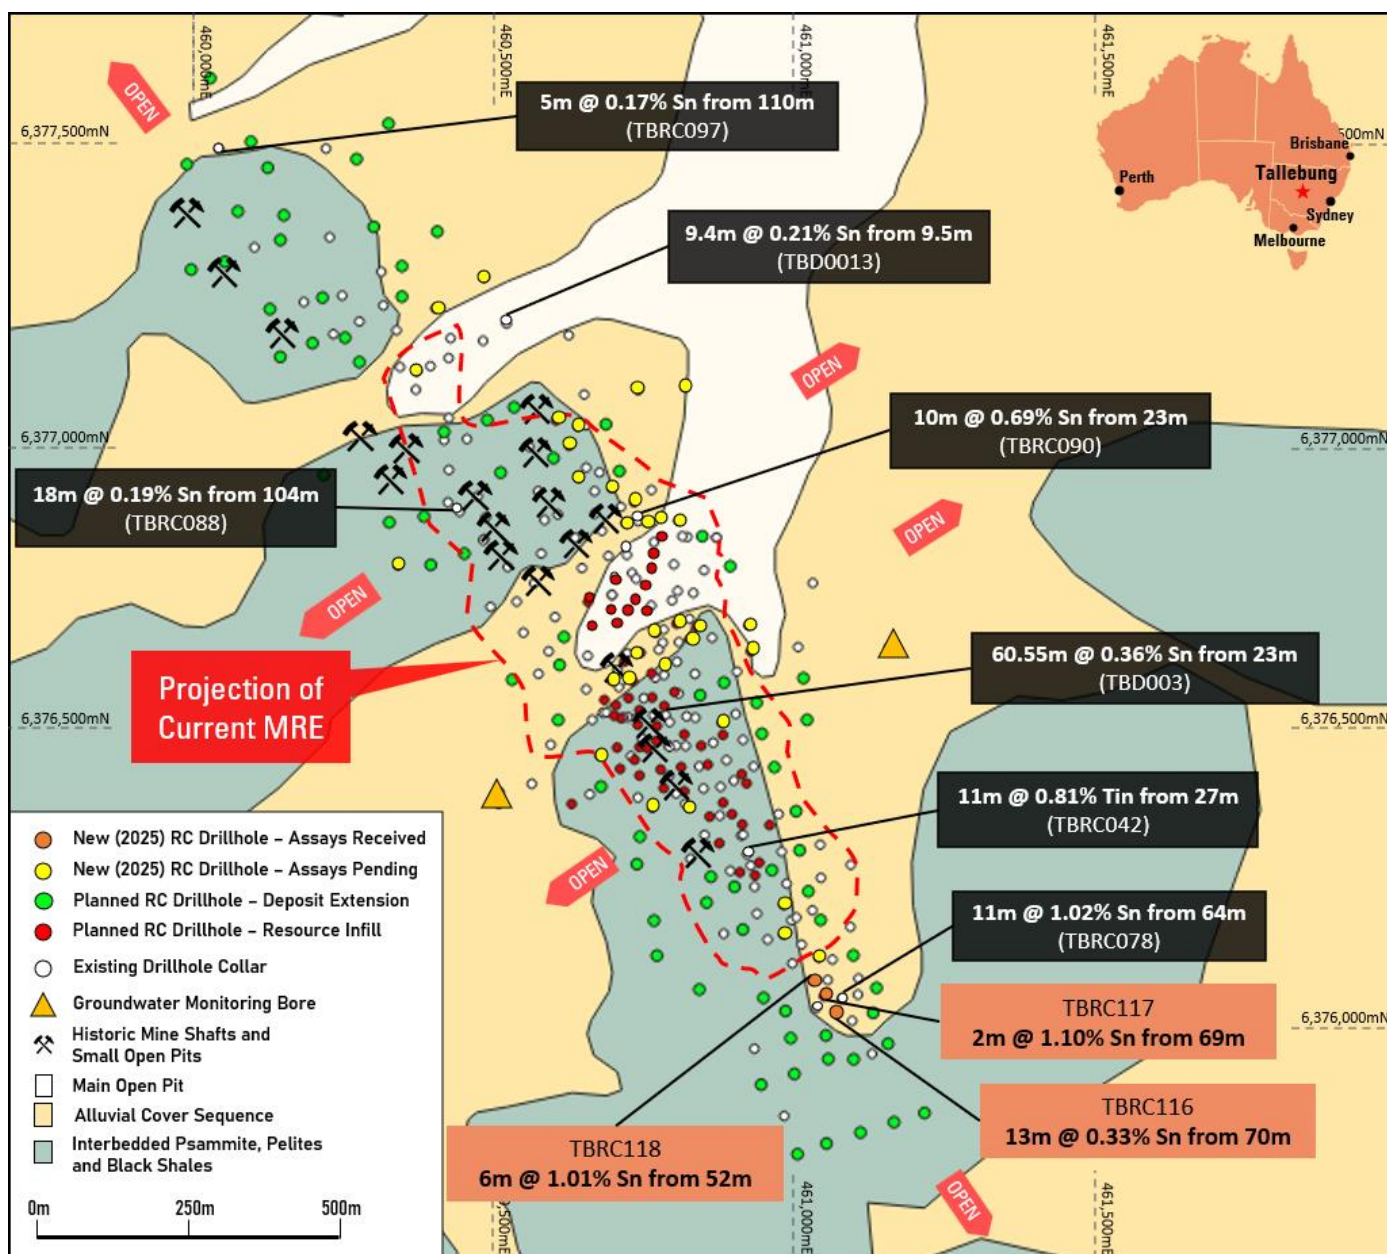 460,000mE
460,500mE
461,000mE
461,500mE
OPEN
5m @ 0.17% Sn from 110m
(TBRC097)
6,377,500mN
500mN
Brisbane
Perth
Tallebung
Sydney
Melbourne
9.4m @ 0.21% Sn from 9.5m
(TBD0013)
OPEN
10m @ 0.69% Sn from 23m
(TBRC090)
6,377,000mN
6,377,000mN
18m @ 0.19% Sn from 104m
(TBRC088)
OPEN
OPEN
60.55m @ 0.36% Sn from 23m
(TBD003)
Projection of
Current MRE
6,376,500mN
6,376,500mN
11m @ 0.81% Tin from 27m
(TBRC042)
OPEN
11m @ 1.02% Sn from 64m
(TBRC078)
TBRC117
2m @ 1.10% Sn from 69m
6,376,000mN
TBRC116
13m @ 0.33% Sn from 70m
TBRC118
6m @ 1.01% Sn from 52m
OPEN
New (2025) RC Drillhole – Assays Received
New (2025) RC Drillhole – Assays Pending
Planned RC Drillhole – Deposit Extension
Planned RC Drillhole – Resource Infill
Existing Drillhole Collar
Groundwater Monitoring Bore
Historic Mine Shafts and
Small Open Pits
Main Open Pit
Alluvial Cover Sequence
Interbedded Psammite, Pelites
and Black Shales
0m
250m
500m
0,500mE
461,000mE
461,500mE